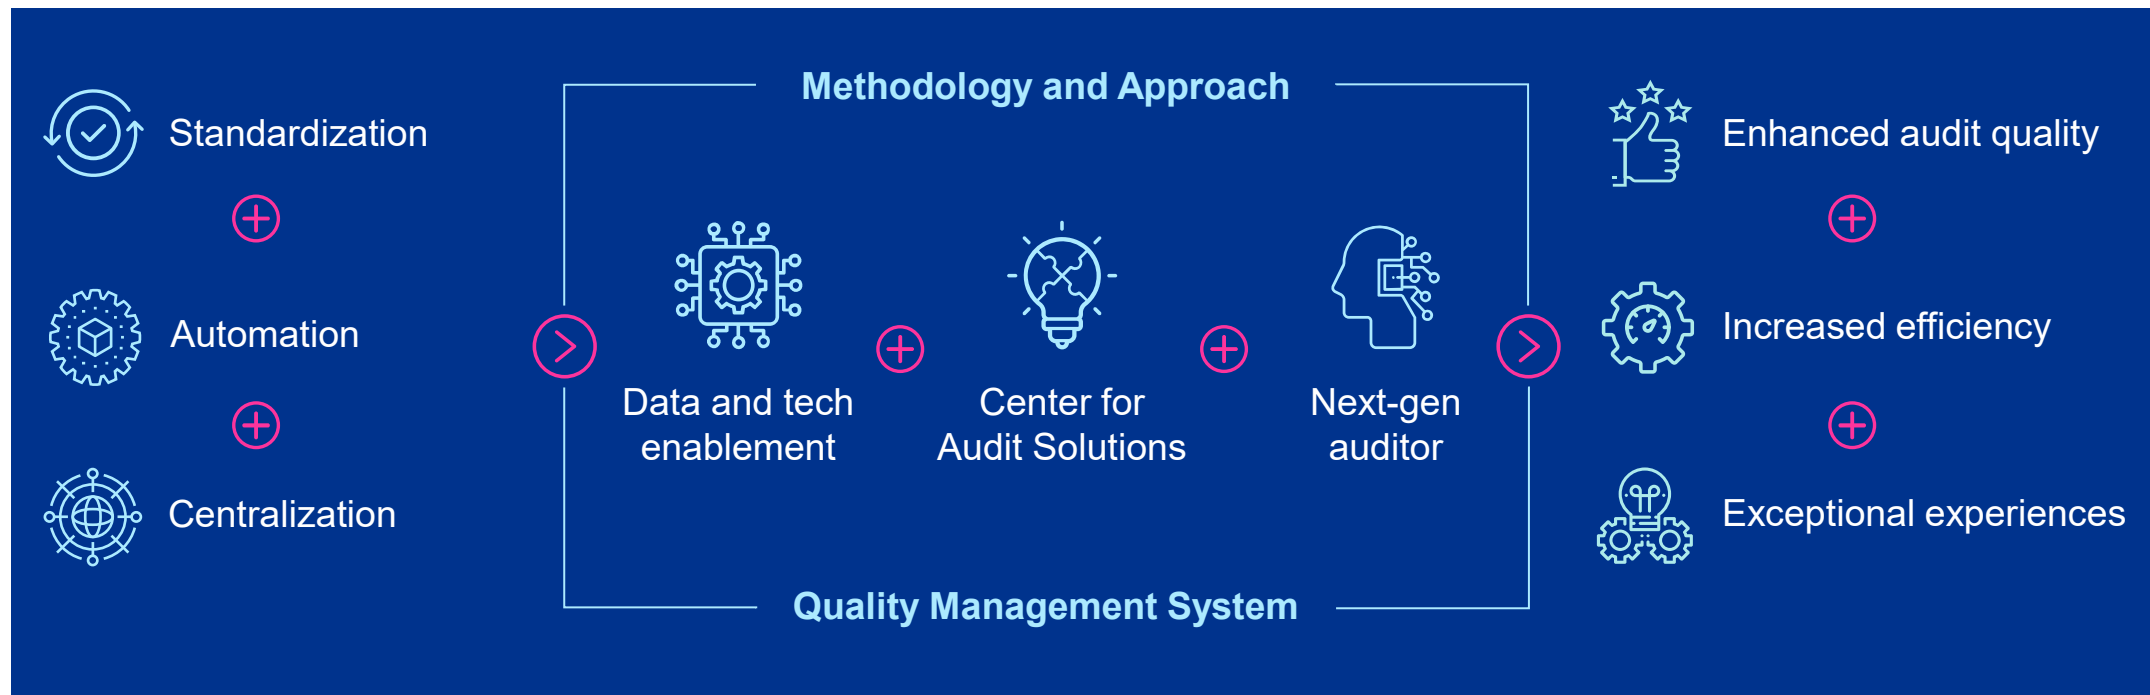 Standardization
Automation
Centralization
Methodology and Approach
Data and tech
enablement
Center for
Audit Solutions
Next-gen
auditor
Quality Management System
Enhanced audit quality
Increased efficiency
Exceptional experiences